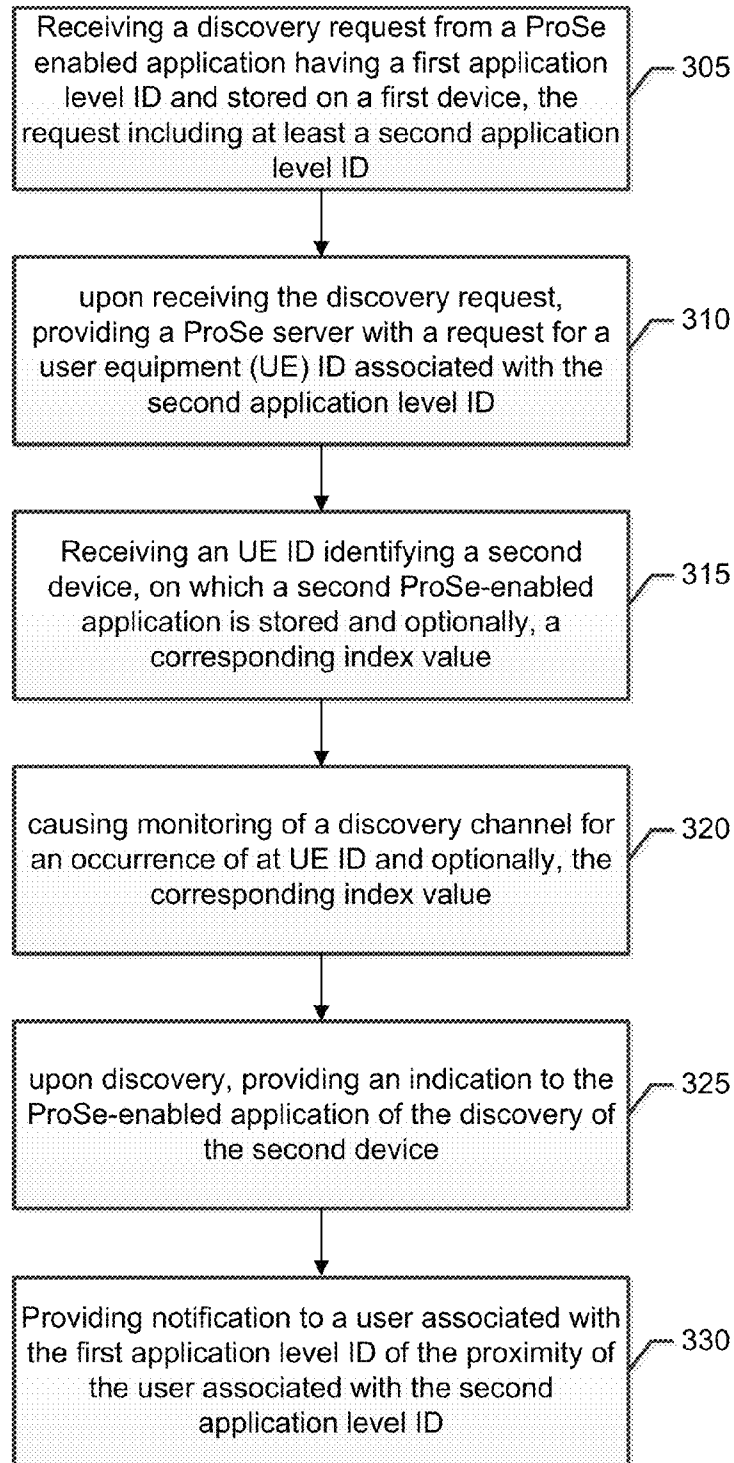 Receiving a discovery request from a ProSe
enabled application having a first application
level ID and stored on a first device, the
request including at least a second application
level ID
305
upon receiving the discovery request,
providing a ProSe server with a request for a
user equipment (UE) ID associated with the
second application level ID
310
Receiving an UE ID identifying a second
device, on which a second ProSe-enabled
application is stored and optionally, a
corresponding index value
315
causing monitoring of a discovery channel for
an occurrence of at UE ID and optionally, the
corresponding index value
320
upon discovery, providing an indication to the
ProSe-enabled application of the discovery of
the second device
325
Providing notification to a user associated with
the first application level ID of the proximity of
the user associated with the second
application level ID
330